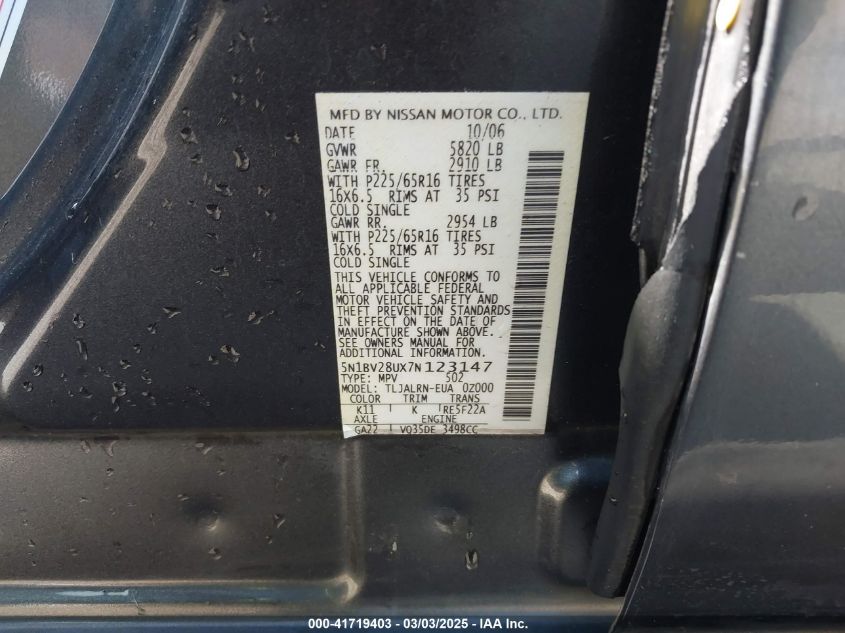 MFD BY NISSAN MOTOR CO., LTD.
DATE 10/06
GVWR 5820 LB
GAWR FR. 2910 LB
WITH P225/65R16 TIRES
16X6.5 RIMS AT 35 PSI
COLD SINGLE
GAWR RR. 2954 LB
WITH P225/65R16 TIRES
16X6.5 RIMS AT 35 PSI
COLD SINGLE
THIS VEHICLE CONFORMS TO
ALL APPLICABLE FEDERAL
MOTOR VEHICLE SAFETY AND
THEFT PREVENTION STANDARDS
IN EFFECT ON THE DATE OF
MANUFACTURE SHOWN ABOVE.
SEE OWNERS MANUAL FOR
ADDITIONAL INFORMATION.
5N1BV28UX7N123147
TYPE: MPV 502
MODEL: TLJALRN-EUA 0Z000
COLOR TRIM TRANS
K11 K RE5F22A
AXLE ENGINE
GA22 VQ35DE 3498CC
000-41719403 - 03/03/2025 - IAA Inc.